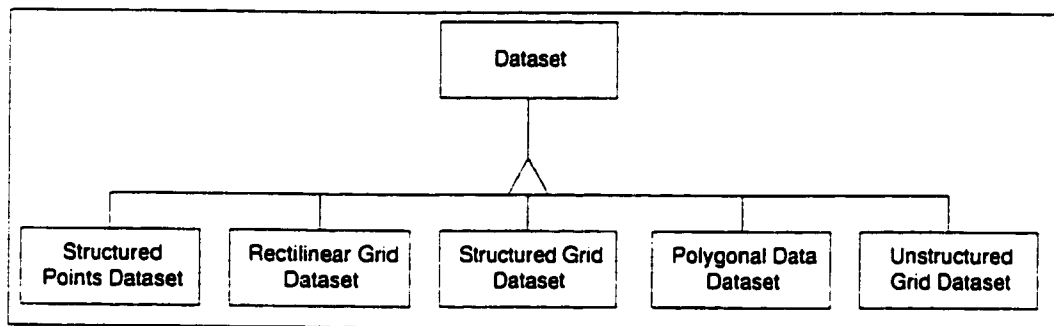 Dataset
Structured
Points Dataset
Rectilinear Grid
Dataset
Structured Grid
Dataset
Polygonal Data
Dataset
Unstructured
Grid Dataset